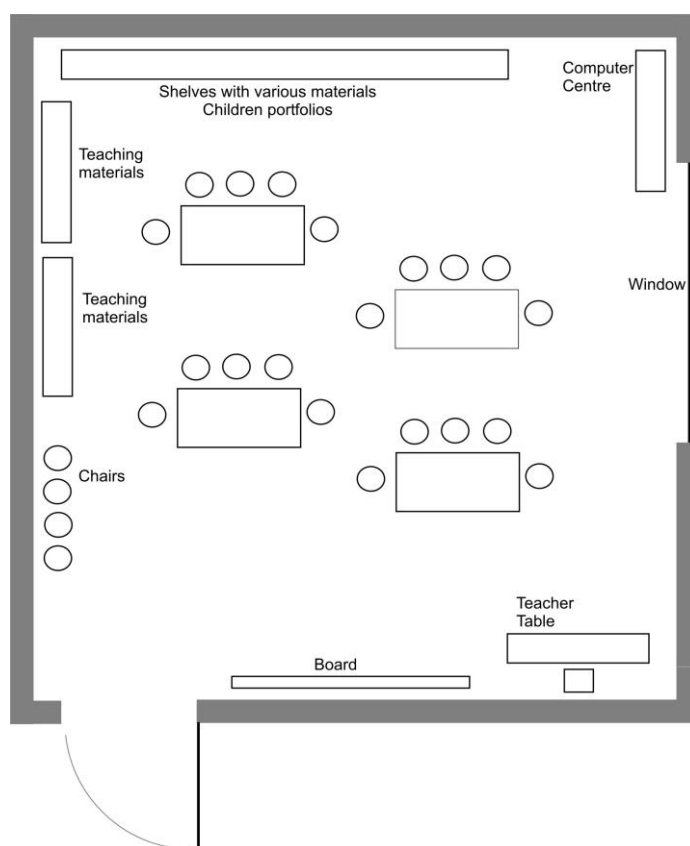 Shelves with various materials
Children portfolios
Computer
Centre
Teaching
materials
Teaching
materials
Window
Chairs
Teacher
Table
Board